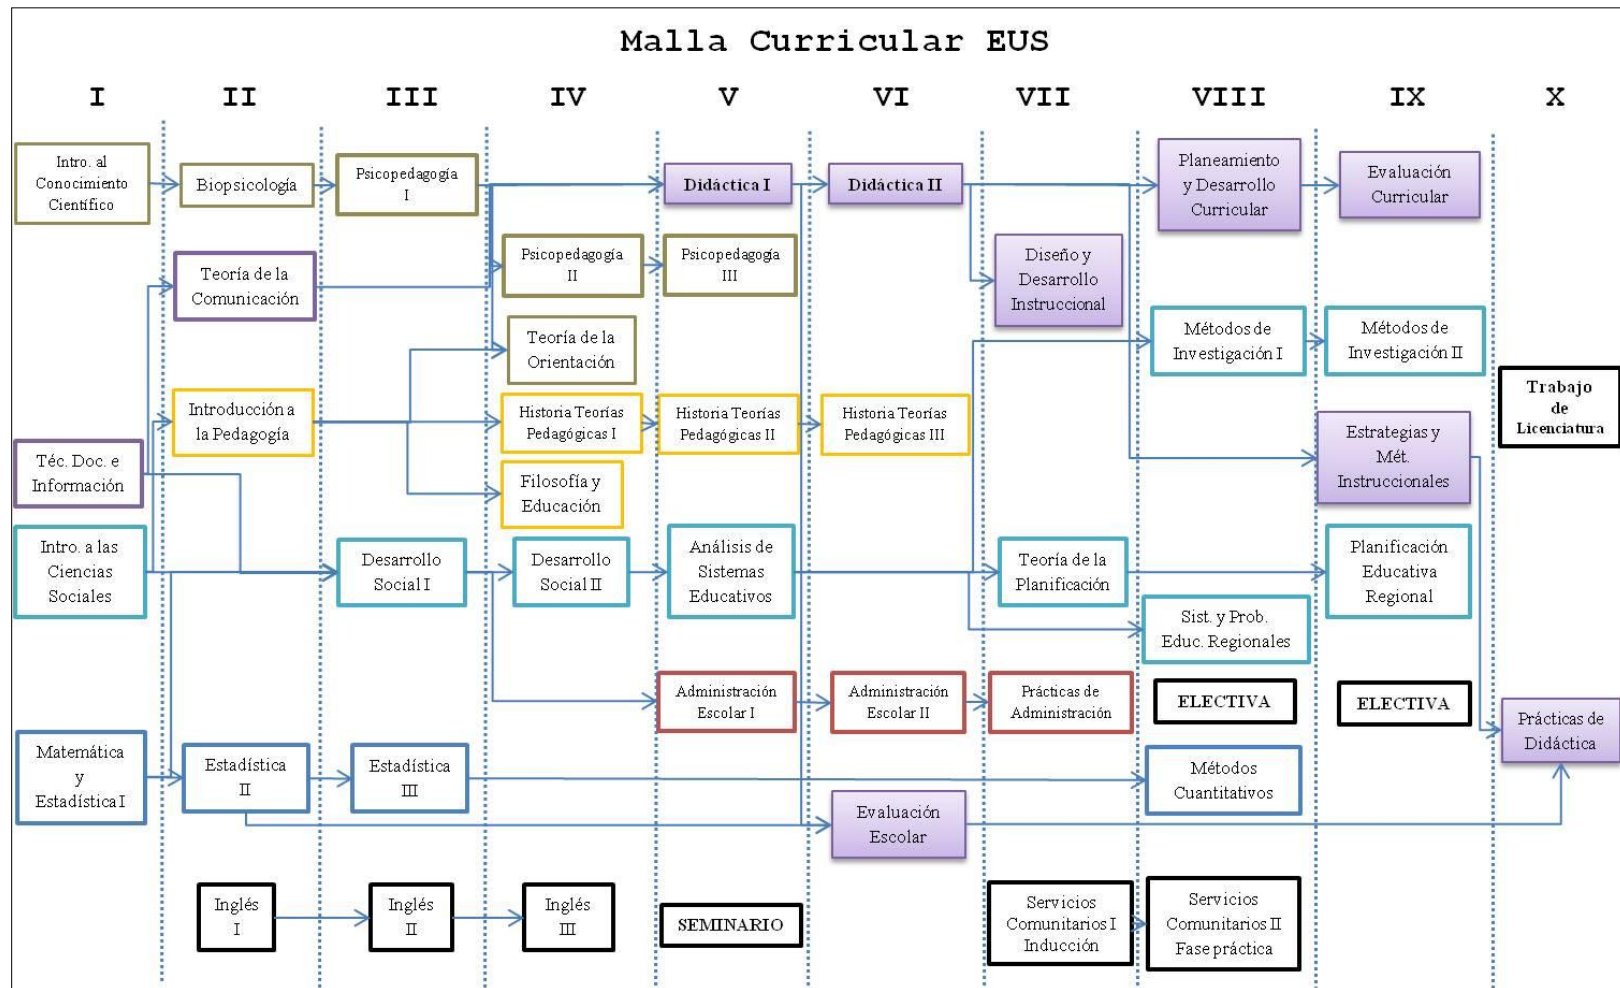 Malla Curricular EUS
I II III IV V VI VII VIII IX X
Intro. al
Conocimiento
Científico
Biopsicología
Psicopedagogía
I
Didáctica I
Didáctica II
Planeamiento
y Desarrollo
Curricular
Evaluación
Curricular
Teoría de la
Comunicación
Psicopedagogía
II
Psicopedagogía
III
Diseño y
Desarrollo
Instruccional
Teoría de la
Orientación
Métodos de
Investigación I
Métodos de
Investigación II
Trabajo
de
Licenciatura
Introducción a
la Pedagogía
Historia Teorías
Pedagógicas I
Historia Teorías
Pedagógicas II
Historia Teorías
Pedagógicas III
Estrategias y
Mét.
Instruccionales
Téc. Doc. e
Información
Filosofía y
Educación
Intro. a las
Ciencias
Sociales
Desarrollo
Social I
Desarrollo
Social II
Análisis de
Sistemas
Educativos
Teoría de la
Planificación
Planificación
Educativa
Regional
Sist. y Prob.
Educ. Regionales
Administración
Escolar I
Administración
Escolar II
Prácticas de
Administración
ELECTIVA
ELECTIVA
Prácticas de
Didáctica
Matemática
y
Estadística I
Estadística
II
Estadística
III
Métodos
Cuantitativos
Evaluación
Escolar
Inglés
I
Inglés
II
Inglés
III
SEMINARIO
Servicios
Comunitarios I
Inducción
Servicios
Comunitarios II
Fase práctica